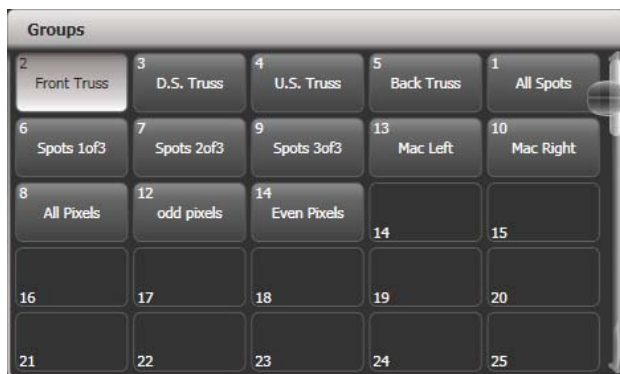 Groups
2 Front Truss
3 D.S. Truss
4 U.S. Truss
5 Back Truss
1 All Spots
6 Spots 1of3
7 Spots 2of3
9 Spots 3of3
13 Mac Left
10 Mac Right
8 All Pixels
12 odd pixels
14 Even Pixels
14
15
16
17
18
19
20
21
22
23
24
25